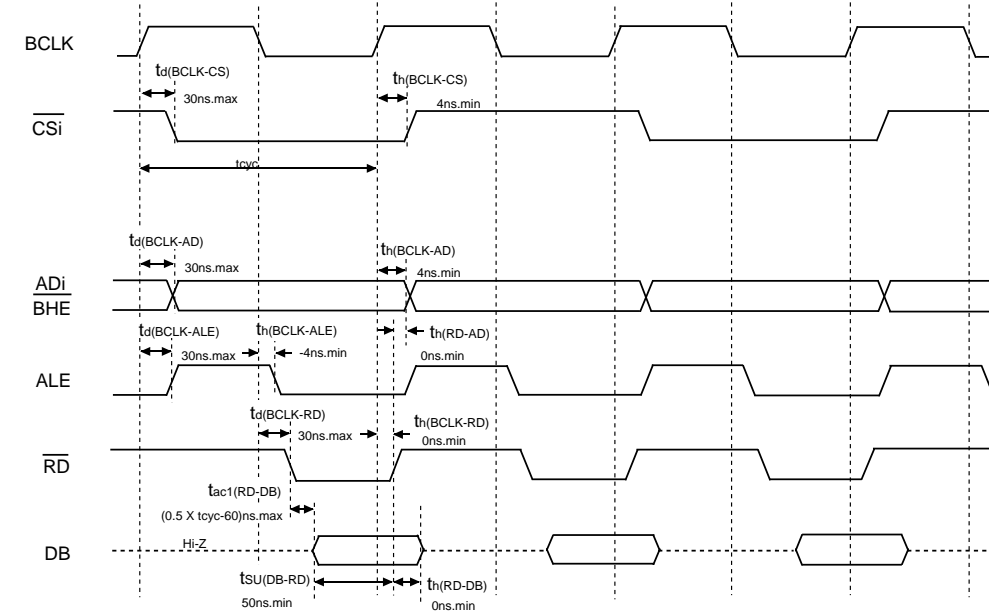 BCLK
td(BCLK-CS)
30ns.max
th(BCLK-CS)
4ns.min
CSi
tcyc
td(BCLK-AD)
30ns.max
th(BCLK-AD)
4ns.min
ADi
BHE
td(BCLK-ALE)
30ns.max
th(BCLK-ALE)
-4ns.min
th(RD-AD)
0ns.min
ALE
td(BCLK-RD)
30ns.max
th(BCLK-RD)
0ns.min
RD
tac1(RD-DB)
(0.5 X tcyc-60)ns.max
Hi-Z
DB
tSU(DB-RD)
50ns.min
th(RD-DB)
0ns.min